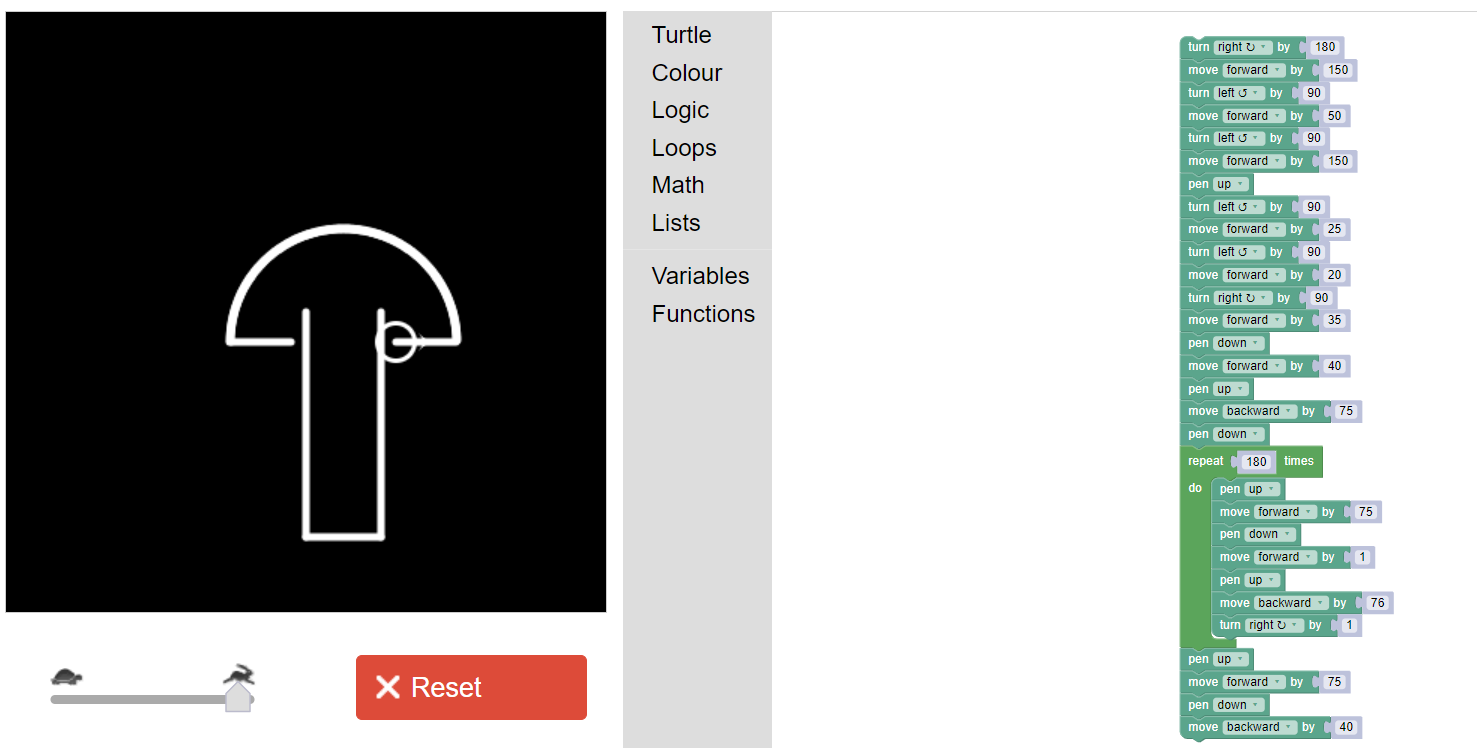 Turtle
Colour
Logic
Loops
Math
Lists
Variables
Functions
Reset
turn right ↻ by 180
move forward by 150
turn left ↺ by 90
move forward by 50
turn left ↺ by 90
move forward by 150
pen up
turn left ↺ by 90
move forward by 25
turn left ↺ by 90
move forward by 20
turn right ↻ by 90
move forward by 35
pen down
move forward by 40
pen up
move backward by 75
pen down
repeat 180 times
do pen up
move forward by 75
pen down
move forward by 1
pen up
move backward by 76
turn right ↻ by 1
pen up
move forward by 75
pen down
move backward by 40